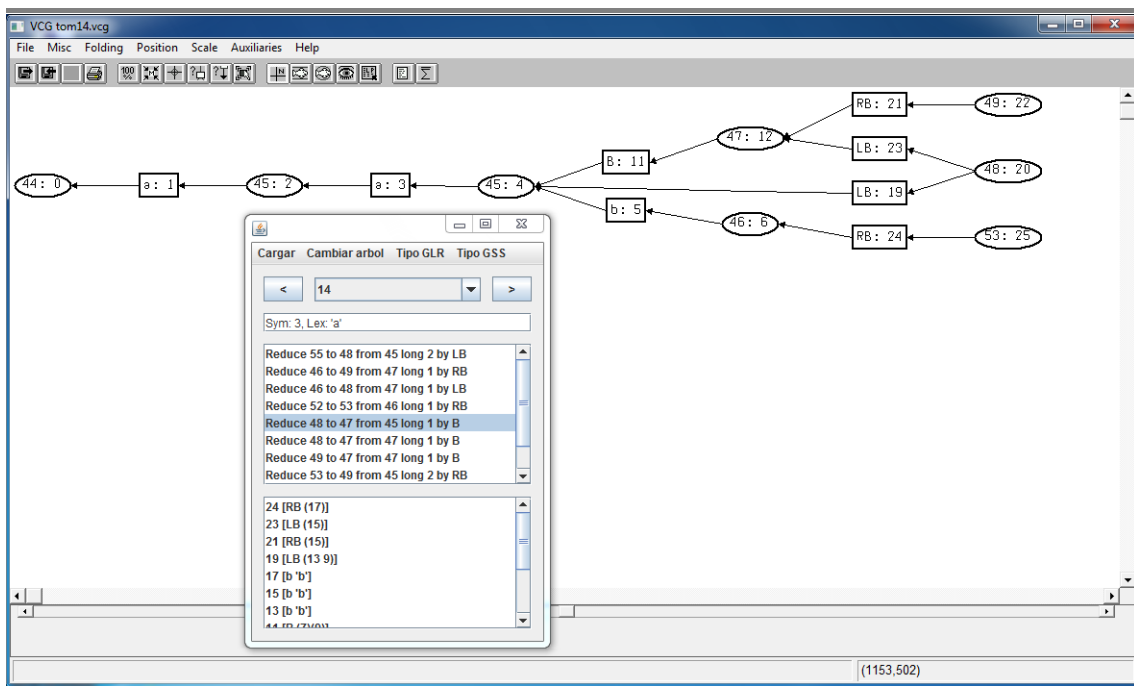 VCG tom14.vcg
File Misc Folding Position Scale Auxiliaries Help
100 %
RB: 21
49: 22
47: 12
B: 11
LB: 23
48: 20
44: 0
a: 1
45: 2
a: 3
45: 4
LB: 19
b: 5
46: 6
RB: 24
53: 25
Cargar Cambiar arbol Tipo GLR Tipo GSS
< 14 >
Sym: 3, Lex: 'a'
Reduce 55 to 48 from 45 long 2 by LB
Reduce 46 to 49 from 47 long 1 by RB
Reduce 46 to 48 from 47 long 1 by LB
Reduce 52 to 53 from 46 long 1 by RB
Reduce 48 to 47 from 45 long 1 by B
Reduce 48 to 47 from 47 long 1 by B
Reduce 49 to 47 from 47 long 1 by B
Reduce 53 to 49 from 45 long 2 by RB
24 [RB (17)]
23 [LB (15)]
21 [RB (15)]
19 [LB (13 9)]
17 [b 'b']
15 [b 'b']
13 [b 'b']
(1153,502)